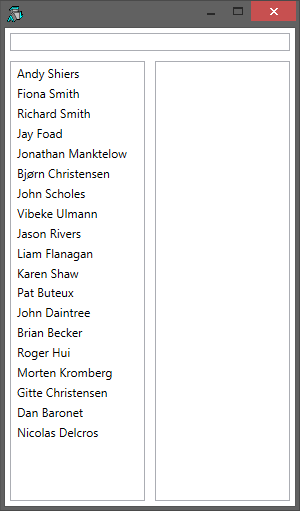 Andy Shiers
Fiona Smith
Richard Smith
Jay Foad
Jonathan Manktelow
Bjørn Christensen
John Scholes
Vibeke Ulmann
Jason Rivers
Liam Flanagan
Karen Shaw
Pat Buteux
John Daintree
Brian Becker
Roger Hui
Morten Kromberg
Gitte Christensen
Dan Baronet
Nicolas Delcros